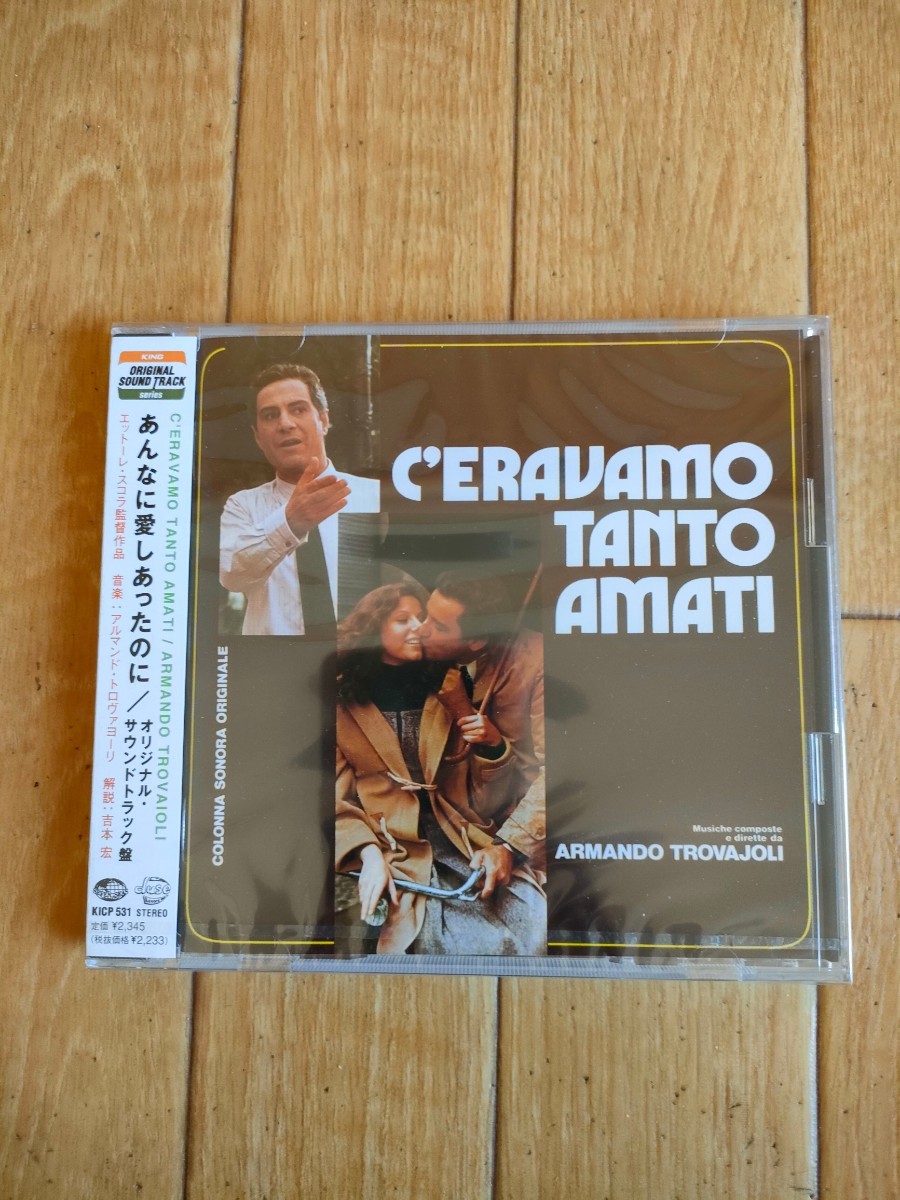 KING
ORIGINAL
SOUND TRACK
series
C'ERAVAMO TANTO AMATI / ARMANDO TROVAIOLI
あんなに愛しあったのに／オリジナル・
サウンドトラック盤
エットーレ・スコラ監督作品 音楽：アルマンド・トロヴァヨーリ 解説：吉本 宏
duse
KICP 531 STEREO
定価 ¥2,345
(税抜価格¥2,233)
C'ERAVAMO
TANTO
AMATI
COLONNA SONORA ORIGINALE
Musiche composte
e dirette da
ARMANDO TROVAJOLI